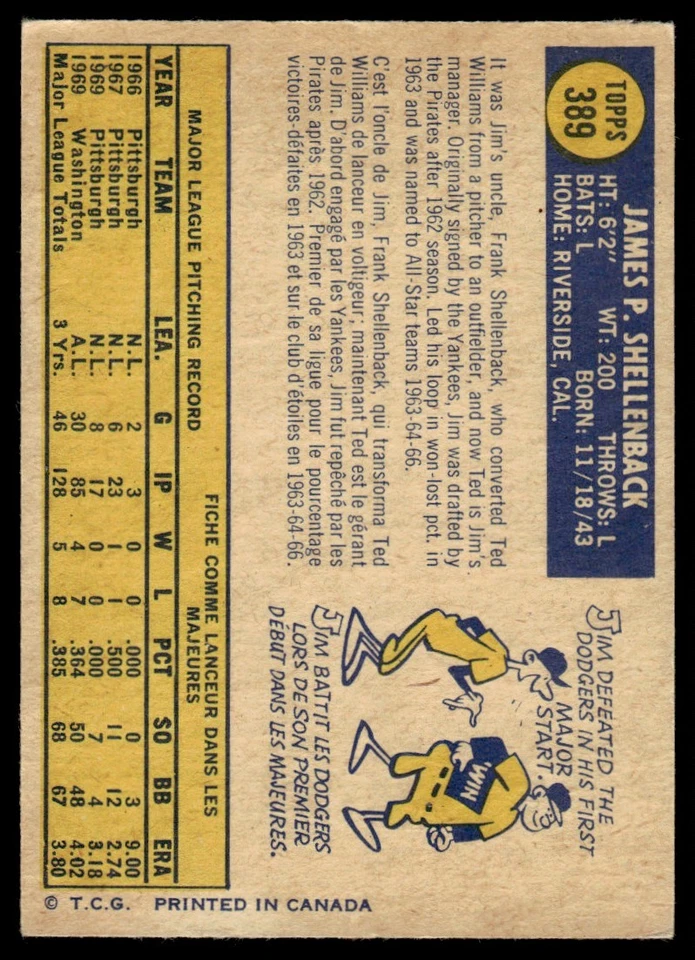 TOPPS
389
JAMES P. SHELLENBACK
HT: 6'2" WT: 200 THROWS: L
BATS: L BORN: 11/18/43
HOME: RIVERSIDE, CAL.
It was Jim's uncle, Frank Shellenback, who converted Ted
Williams from a pitcher to an outfielder, and now Ted is Jim's
manager. Originally signed by the Yankees, Jim was drafted by
the Pirates after 1962 season. Led his loop in won-lost pct. in
1963 and was named to All-Star teams 1963-64-66.
C'est l'oncle de Jim, Frank Shellenback, qui transforma Ted
Williams de lanceur en voltigeur; maintenant Ted est le gérant
de Jim. D'abord engagé par les Yankees, Jim fut repêché par les
Pirates après 1962. Premier de sa ligue pour le pourcentage
victoires-défaites en 1963 et sur le club d'étoiles en 1963-64-66.
JIM DEFEATED THE
DODGERS IN HIS FIRST
MAJOR
START.
WIN
JIM BATTIT LES DODGERS
LORS DE SON PREMIER
DÉBUT DANS LES MAJEURES.
MAJOR LEAGUE PITCHING RECORD
FICHE COMME LANCEUR DANS LES
MAJEURES
YEAR TEAM LEA. G IP W L PCT SO BB ERA
1966 Pittsburgh N.L. 2 3 0 0 .000 0 3 9.00
1967 Pittsburgh N.L. 6 23 1 1 .500 11 12 2.74
1969 Pittsburgh N.L. 8 17 0 0 .000 7 4 3.18
1969 Washington A.L. 30 85 4 7 .364 50 48 4.02
Major League Totals 3 Yrs. 46 128 5 8 .385 68 67 3.80
© T.C.G. PRINTED IN CANADA